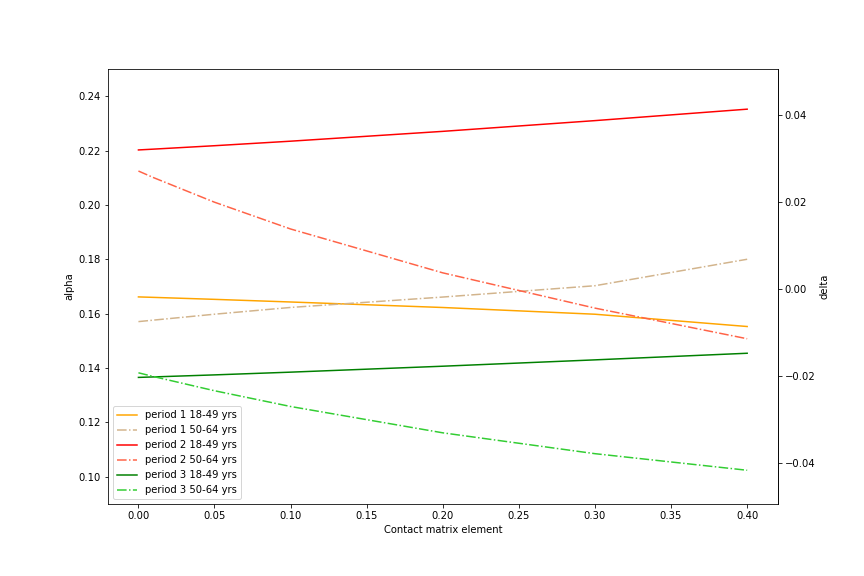 0.24
0.22
0.20
0.18
0.16
0.14
0.12
0.10
alpha
0.04
0.02
0.00
−0.02
−0.04
delta
period 1 18-49 yrs
period 1 50-64 yrs
period 2 18-49 yrs
period 2 50-64 yrs
period 3 18-49 yrs
period 3 50-64 yrs
0.00 0.05 0.10 0.15 0.20 0.25 0.30 0.35 0.40
Contact matrix element